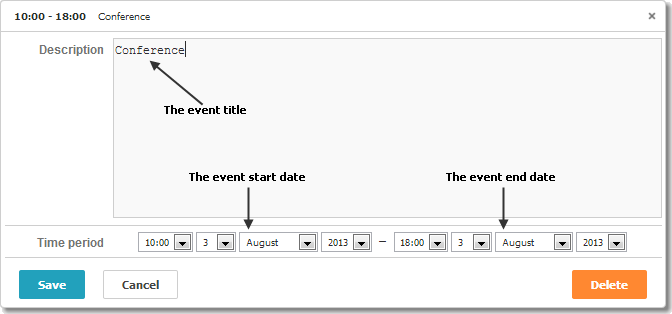 10:00 - 18:00 Conference ×
Description Conference
The event title
The event start date The event end date
Time period 10:00 3 August 2013 – 18:00 3 August 2013
Save Cancel Delete